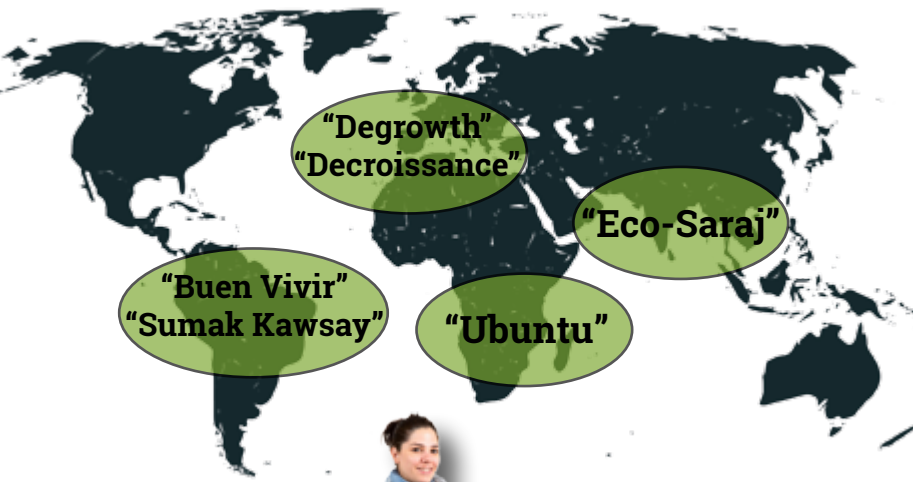 “Degrowth”
“Decroissance”
“Eco-Saraj”
“Buen Vivir”
“Sumak Kawsay”
“Ubuntu”